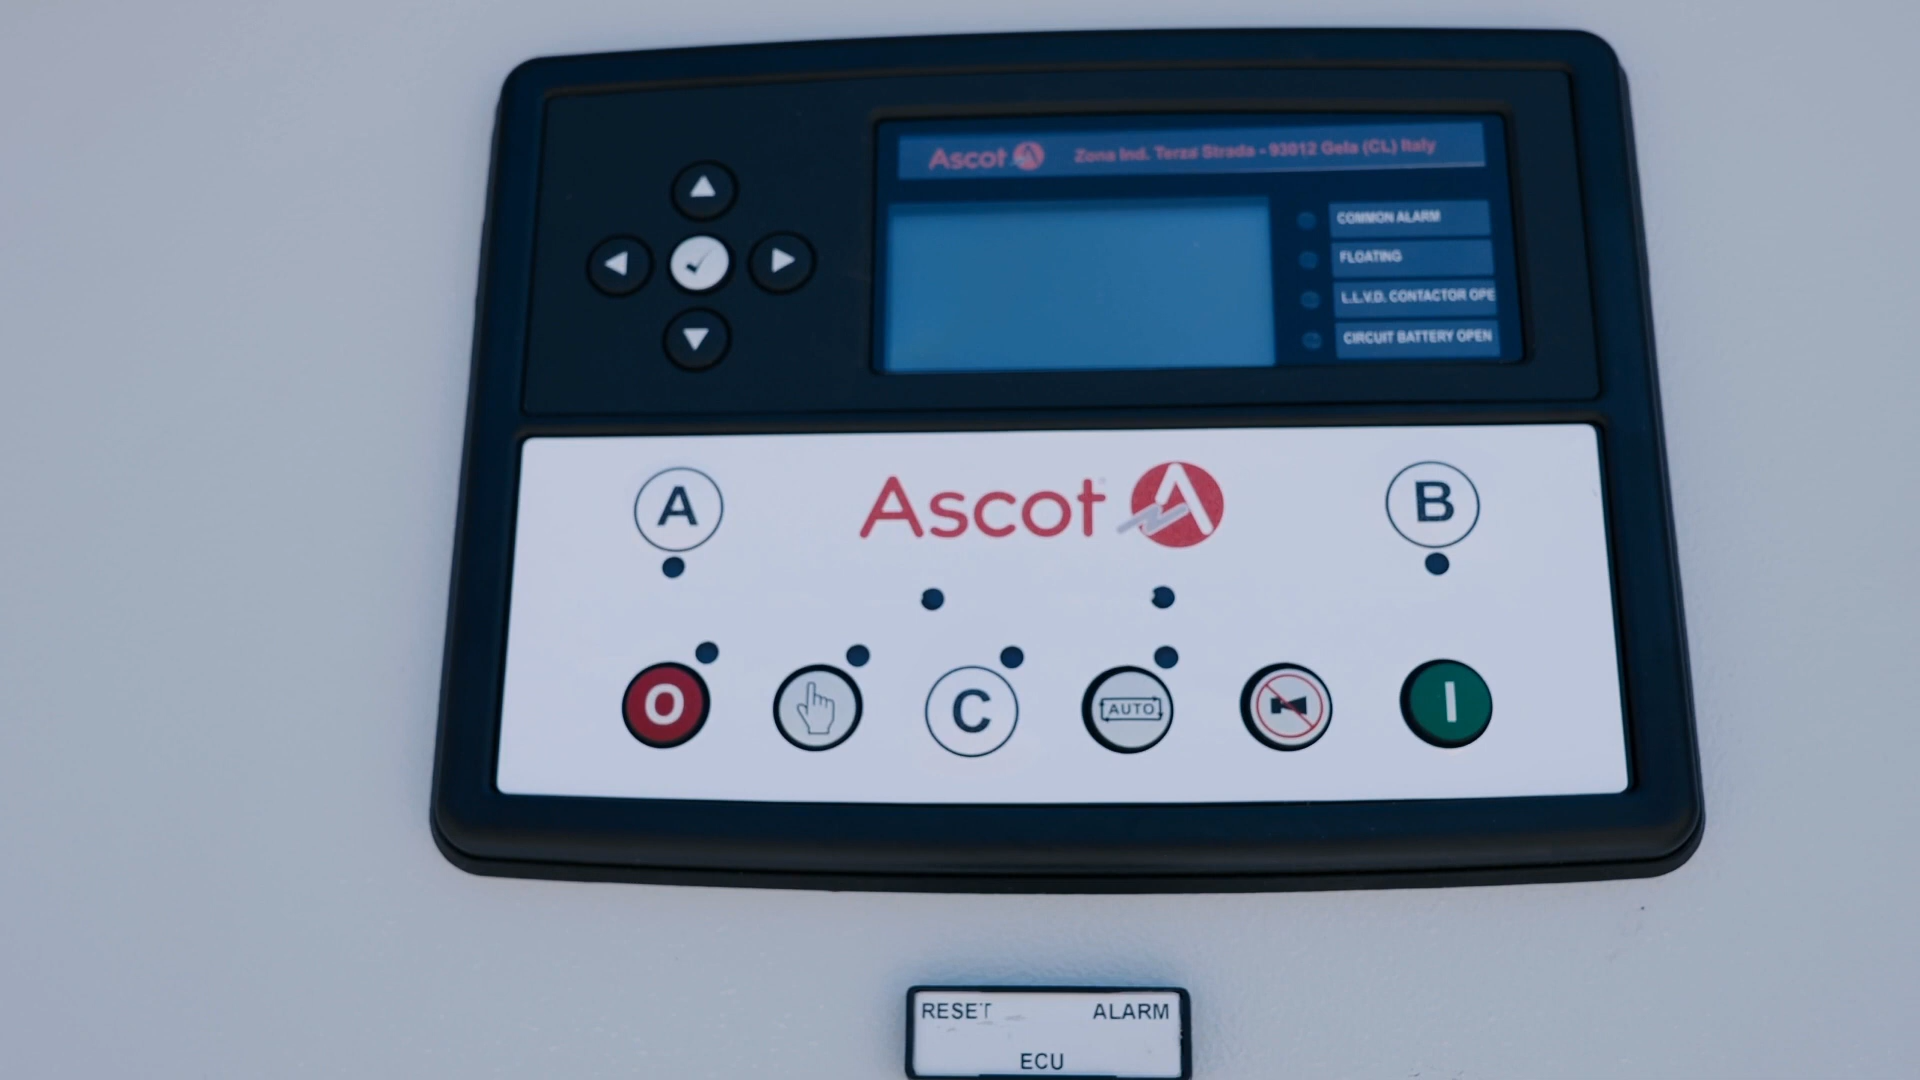 Ascot
Zona Ind. Terza Strada - 93012 Gela (CL) Italy
COMMON ALARM
FLOATING
L.L.V.D. CONTACTOR OPE
CIRCUIT BATTERY OPEN
A
Ascot
B
O
C
AUTO
I
RESET ALARM
ECU